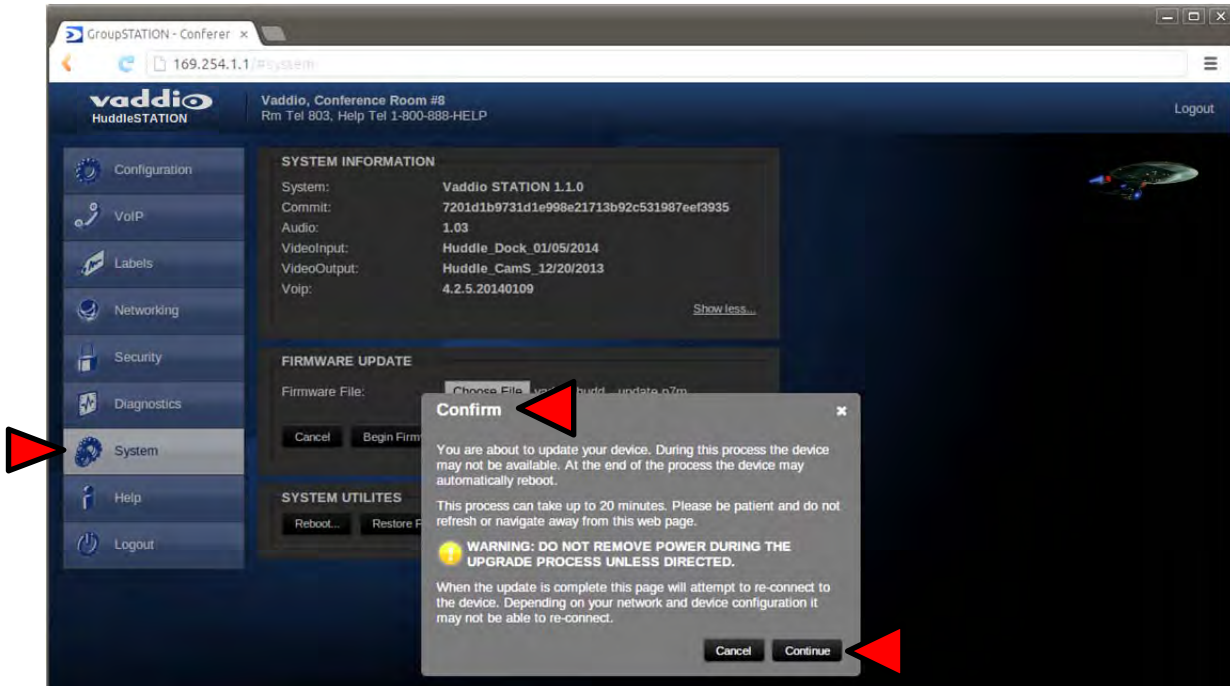 GroupSTATION - Conferer ×
169.254.1.1/#system
vaddio
HuddleSTATION
Vaddio, Conference Room #8
Rm Tel 803, Help Tel 1-800-888-HELP
Logout
Configuration
VoIP
Labels
Networking
Security
Diagnostics
System
Help
Logout
SYSTEM INFORMATION
System: Vaddio STATION 1.1.0
Commit: 7201d1b9731d1e998e21713b92c531987eef3935
Audio: 1.03
VideoInput: Huddle_Dock_01/05/2014
VideoOutput: Huddle_CamS_12/20/2013
Voip: 4.2.5.20140109
Show less...
FIRMWARE UPDATE
Firmware File: Choose File update.p7m
Cancel Begin Firm
SYSTEM UTILITES
Reboot... Restore
Confirm
You are about to update your device. During this process the device
may not be available. At the end of the process the device may
automatically reboot.
This process can take up to 20 minutes. Please be patient and do not
refresh or navigate away from this web page.
WARNING: DO NOT REMOVE POWER DURING THE
UPGRADE PROCESS UNLESS DIRECTED.
When the update is complete this page will attempt to re-connect to
the device. Depending on your network and device configuration it
may not be able to re-connect.
Cancel Continue